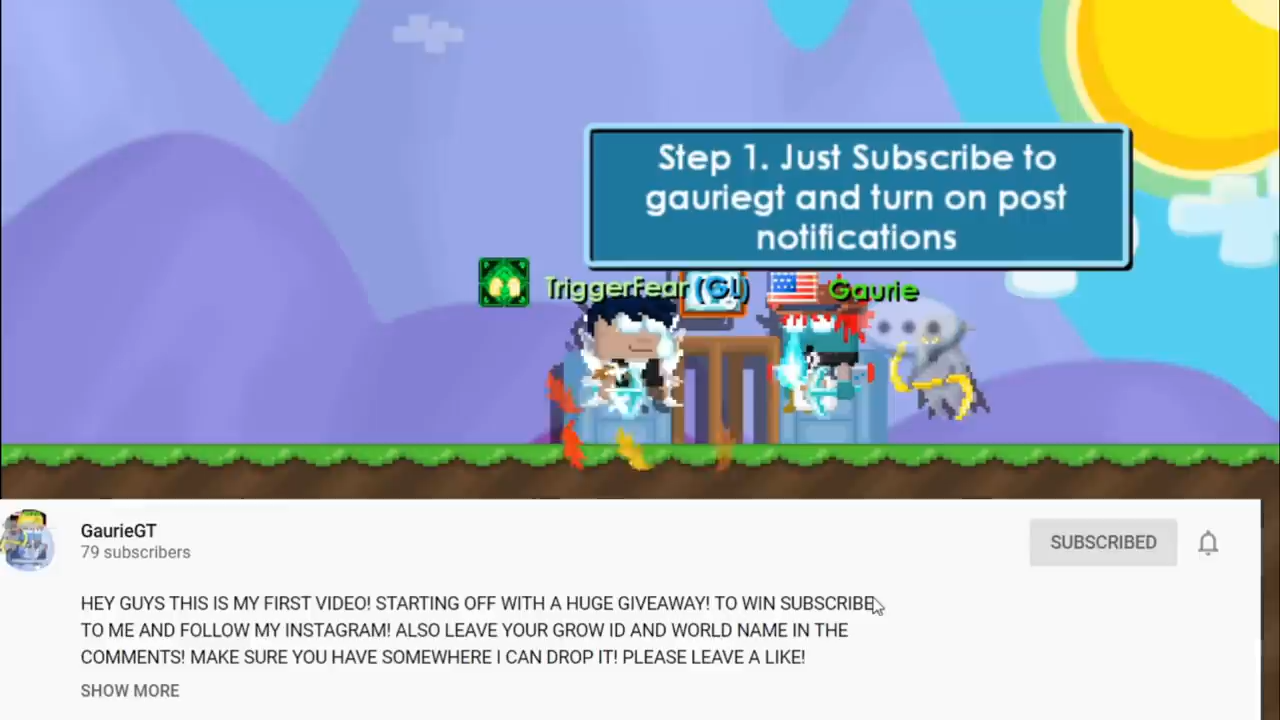 Step 1. Just Subscribe to
gauriegt and turn on post
notifications
TriggerFear (GL)
Gaurie
GaurieGT
79 subscribers
SUBSCRIBED
HEY GUYS THIS IS MY FIRST VIDEO! STARTING OFF WITH A HUGE GIVEAWAY! TO WIN SUBSCRIBE
TO ME AND FOLLOW MY INSTAGRAM! ALSO LEAVE YOUR GROW ID AND WORLD NAME IN THE
COMMENTS! MAKE SURE YOU HAVE SOMEWHERE I CAN DROP IT! PLEASE LEAVE A LIKE!
SHOW MORE